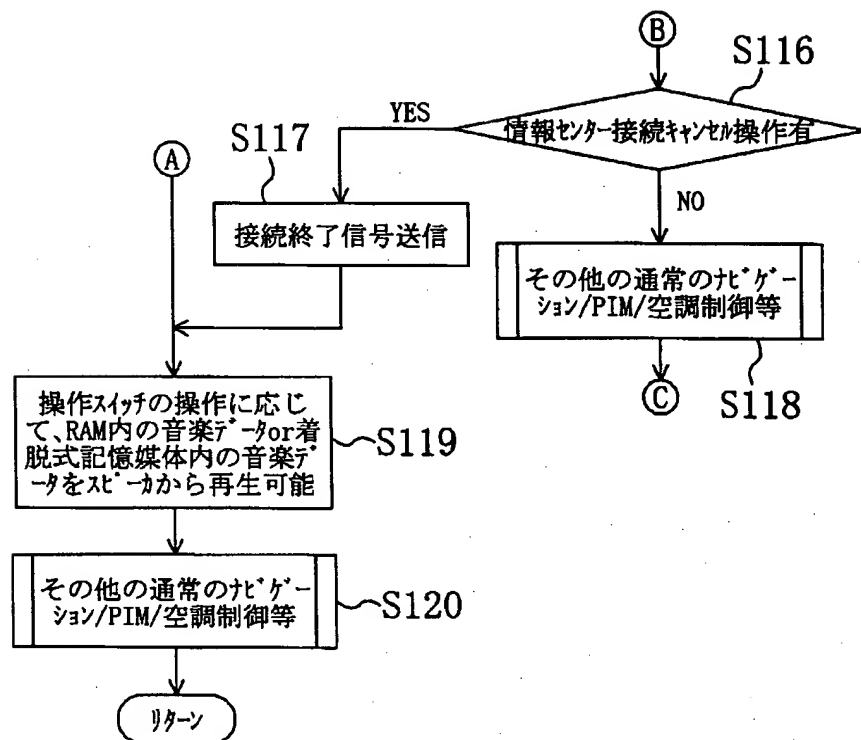 B
S116
YES
情報ｾﾝﾀｰ接続ｷｬﾝｾﾙ操作有
A
S117
NO
接続終了信号送信
その他の通常のﾅﾋﾞｹﾞｰ
ｼｮﾝ/PIM/空調制御等
C
S118
操作ｽｲｯﾁの操作に応じ
て、RAM内の音楽ﾃﾞｰﾀor着
脱式記憶媒体内の音楽ﾃﾞ
ｰﾀをｽﾋﾟｰｶから再生可能
S119
その他の通常のﾅﾋﾞｹﾞｰ
ｼｮﾝ/PIM/空調制御等
S120
ﾘﾀｰﾝ